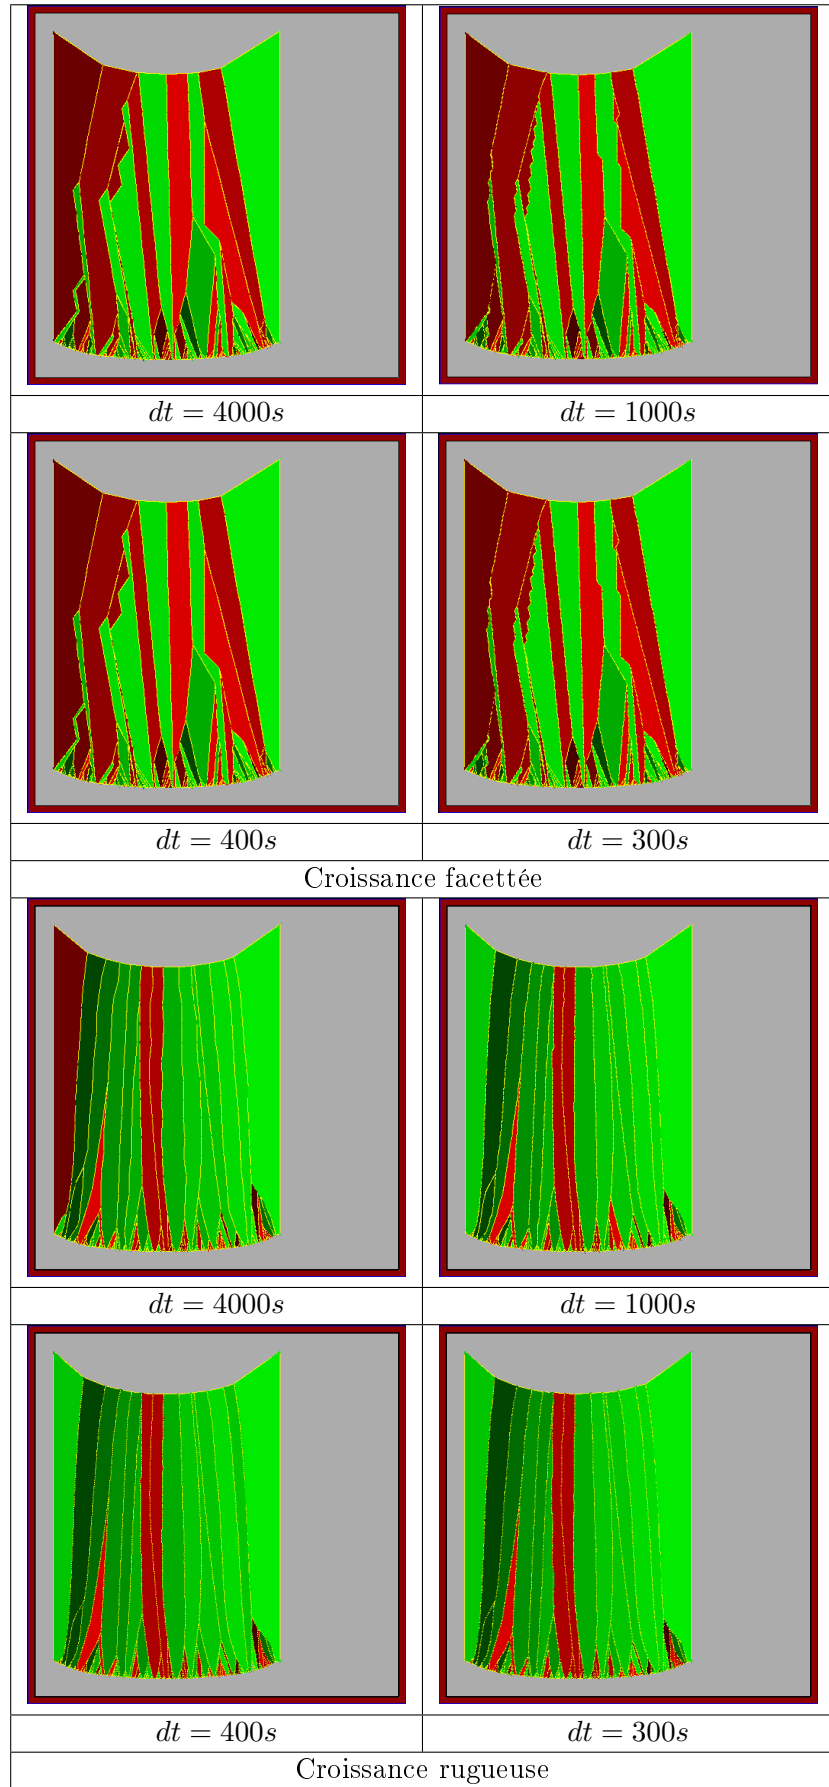 dt = 4000s
dt = 1000s
dt = 400s
dt = 300s
Croissance facettée
dt = 4000s
dt = 1000s
dt = 400s
dt = 300s
Croissance rugueuse